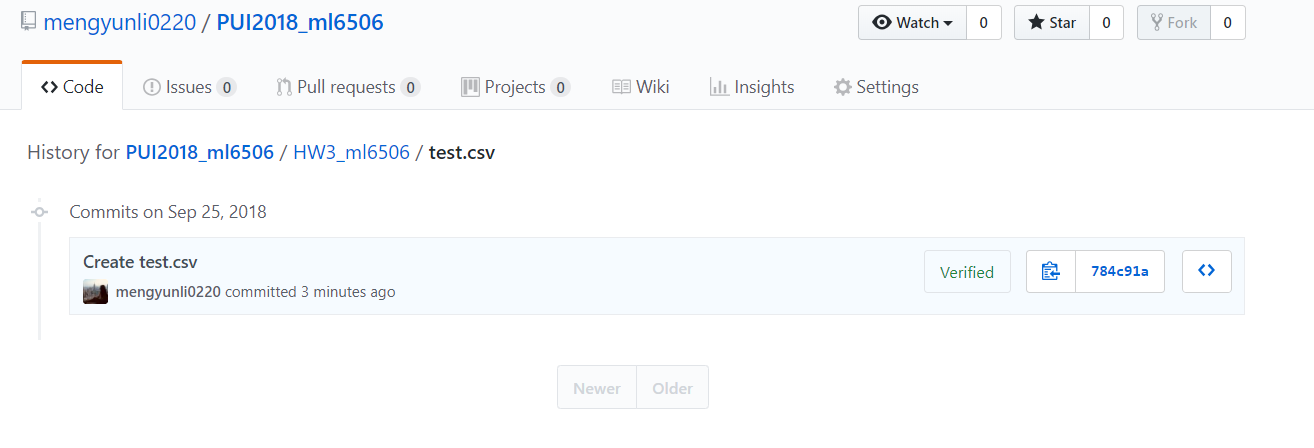 mengyunli0220 / PUI2018_ml6506 Watch 0 Star 0 Fork 0
Code Issues 0 Pull requests 0 Projects 0 Wiki Insights Settings
History for PUI2018_ml6506 / HW3_ml6506 / test.csv
Commits on Sep 25, 2018
Create test.csv
mengyunli0220 committed 3 minutes ago
Verified 784c91a
Newer Older